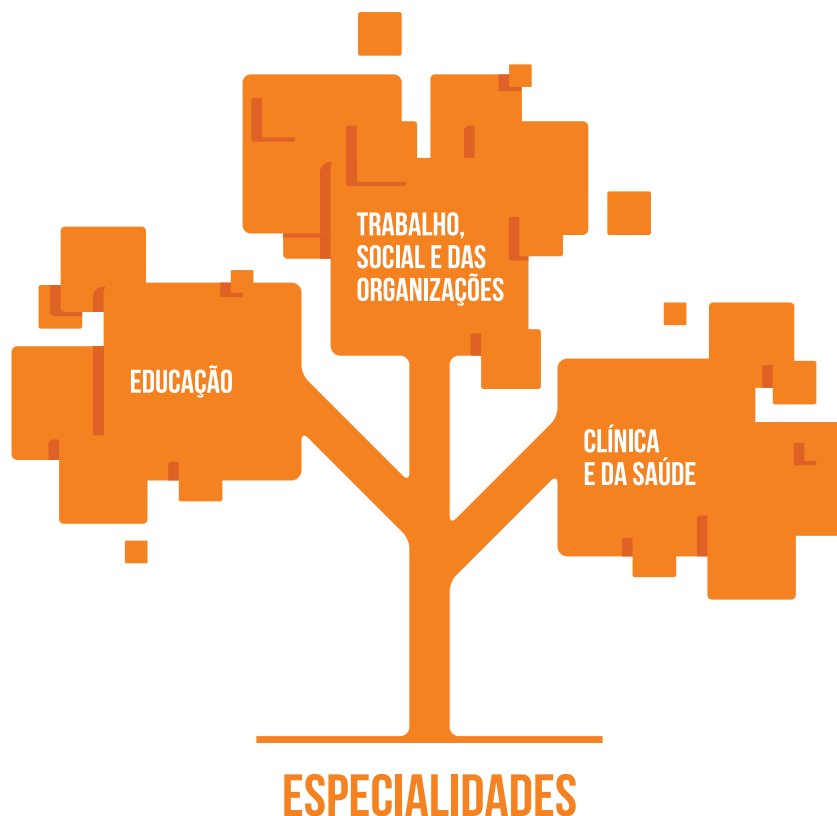 TRABALHO,
SOCIAL E DAS
ORGANIZAÇÕES
EDUCAÇÃO
CLÍNICA
E DA SAÚDE
ESPECIALIDADES